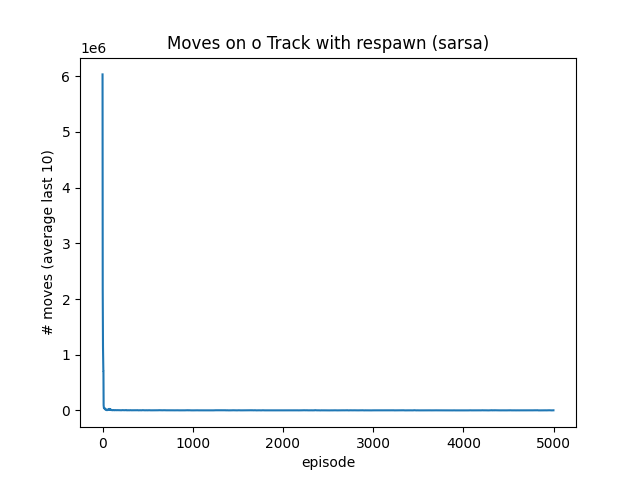 Moves on o Track with respawn (sarsa)
1e6
# moves (average last 10)
6
5
4
3
2
1
0
0 1000 2000 3000 4000 5000
episode